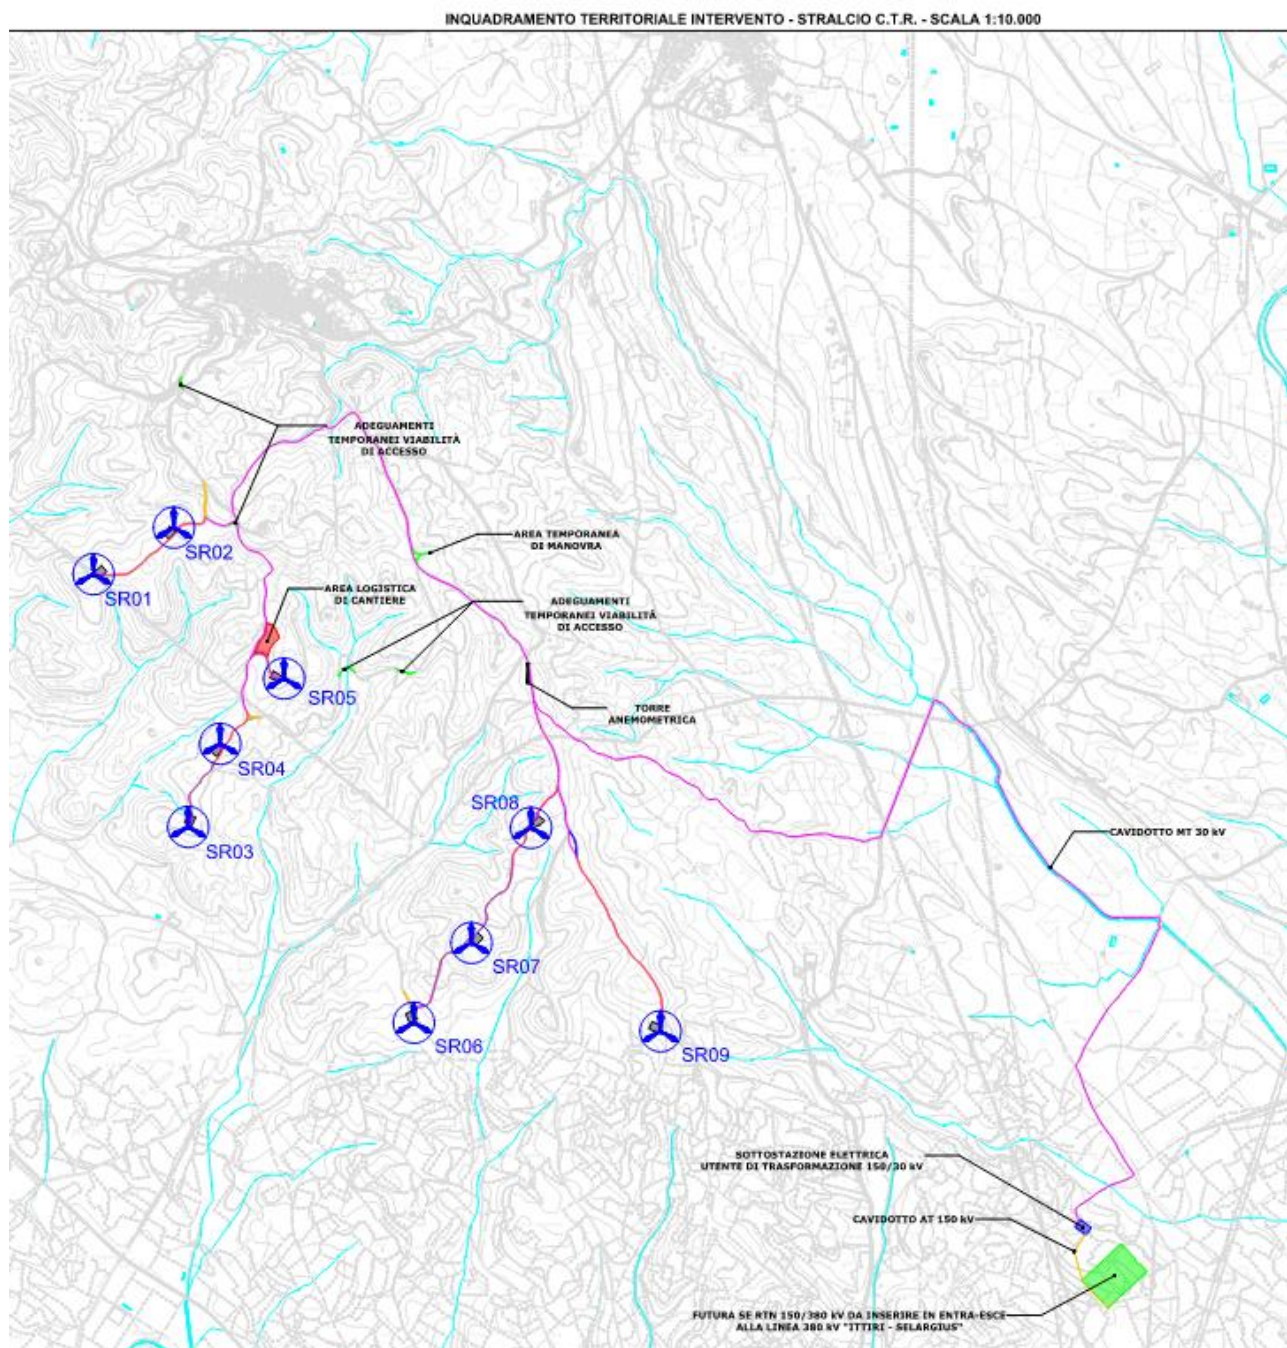 INQUADRAMENTO TERRITORIALE INTERVENTO - STRALCIO C.T.R. - SCALA 1:10.000
ADEGUAMENTI
TEMPORANEI VIABILITÀ
DI ACCESSO
SR02
SR01
AREA TEMPORANEA
DI MANOVRA
AREA LOGISTICA
DI CANTIERE
ADEGUAMENTI
TEMPORANEI VIABILITÀ
DI ACCESSO
SR05
TORRE
ANEMOMETRICA
SR04
SR03
SR08
CAVIDOTTO MT 30 kV
SR07
SR06
SR09
SOTTOSTAZIONE ELETTRICA
UTENTE DI TRASFORMAZIONE 150/30 kV
CAVIDOTTO AT 150 kV
FUTURA SE RTN 150/380 kV DA INSERIRE IN ENTRA-ESCE
ALLA LINEA 380 kV "ITTIRI - SELARGIUS"